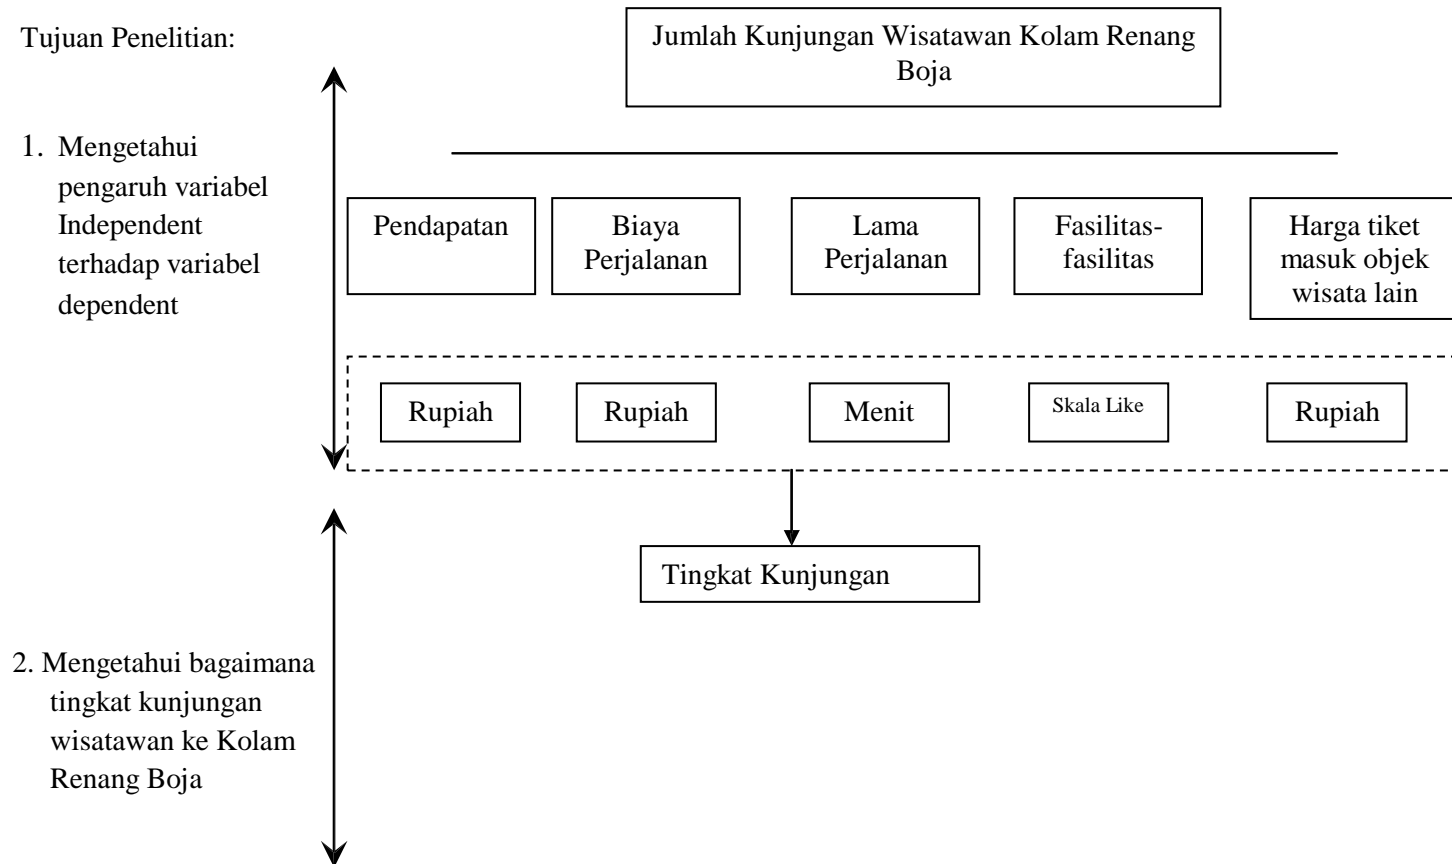 Tujuan Penelitian:
Jumlah Kunjungan Wisatawan Kolam Renang
Boja
1. Mengetahui
pengaruh variabel
Independent
terhadap variabel
dependent
Pendapatan
Biaya
Perjalanan
Lama
Perjalanan
Fasilitas-
fasilitas
Harga tiket
masuk objek
wisata lain
Rupiah
Rupiah
Menit
Skala Like
Rupiah
Tingkat Kunjungan
2. Mengetahui bagaimana
tingkat kunjungan
wisatawan ke Kolam
Renang Boja